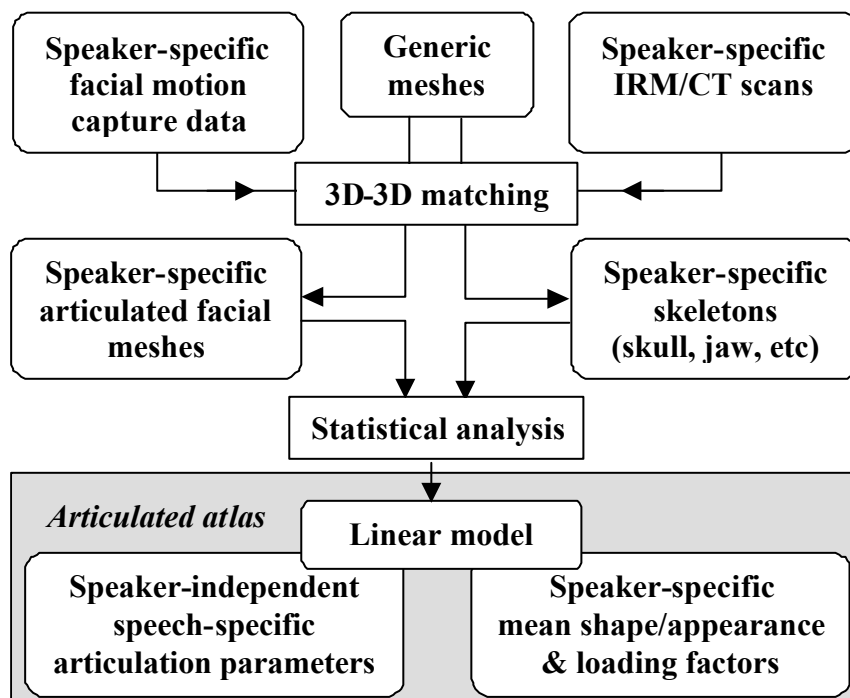 Speaker-specific
facial motion
capture data
Generic
meshes
Speaker-specific
IRM/CT scans
3D-3D matching
Speaker-specific
articulated facial
meshes
Speaker-specific
skeletons
(skull, jaw, etc)
Statistical analysis
Articulated atlas
Linear model
Speaker-independent
speech-specific
articulation parameters
Speaker-specific
mean shape/appearance
& loading factors